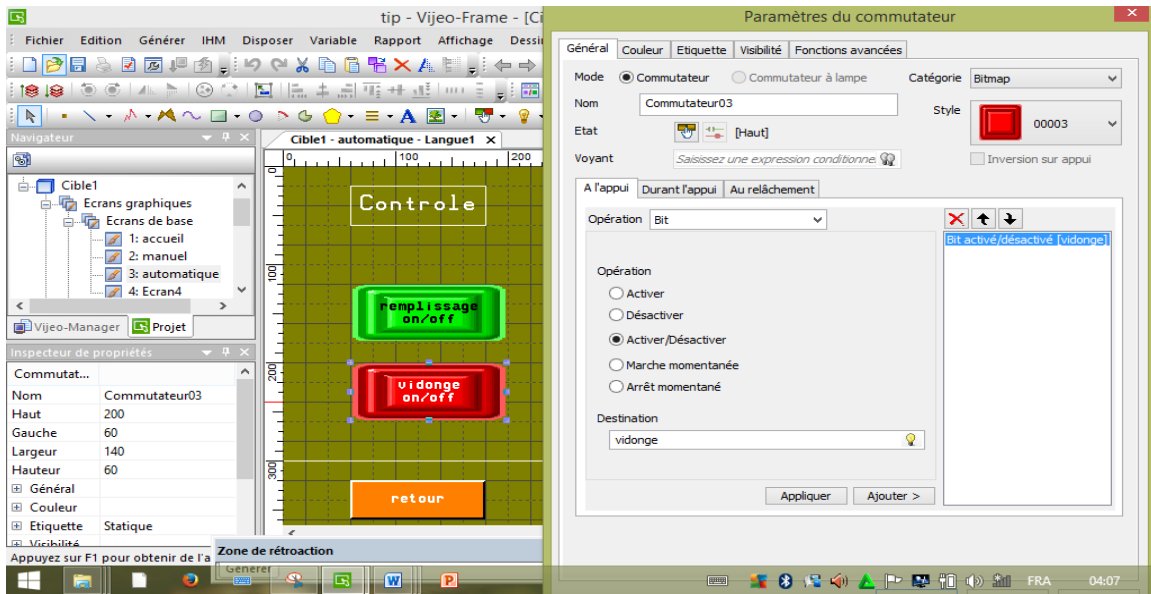 tip - Vijeo-Frame - [Ci
Fichier Edition Générer IHM Disposer Variable Rapport Affichage Dessi
Navigateur
Cible1
Ecrans graphiques
Ecrans de base
1: accueil
2: manuel
3: automatique
4: Ecran4
Vijeo-Manager Projet
Inspecteur de propriétés
Commutat...
Nom Commutateur03
Haut 200
Gauche 60
Largeur 140
Hauteur 60
Général
Couleur
Etiquette Statique
Visibilité
Appuyez sur F1 pour obtenir de l'a
Cible1 - automatique - Langue1
0 100 200
100
200
300
Controle
remplissage
on/off
vidonge
on/off
retour
Zone de rétroaction
Générer
Paramètres du commutateur
Général Couleur Etiquette Visibilité Fonctions avancées
Mode Commutateur Commutateur à lampe Catégorie Bitmap
Nom Commutateur03
Style 00003
Etat [Haut]
Voyant Saisissez une expression conditionne Inversion sur appui
A l'appui Durant l'appui Au relâchement
Opération Bit
Bit activé/désactivé [vidonge]
Opération
Activer
Désactiver
Activer/Désactiver
Marche momentanée
Arrêt momentané
Destination
vidonge
Appliquer Ajouter >
FRA 04:07